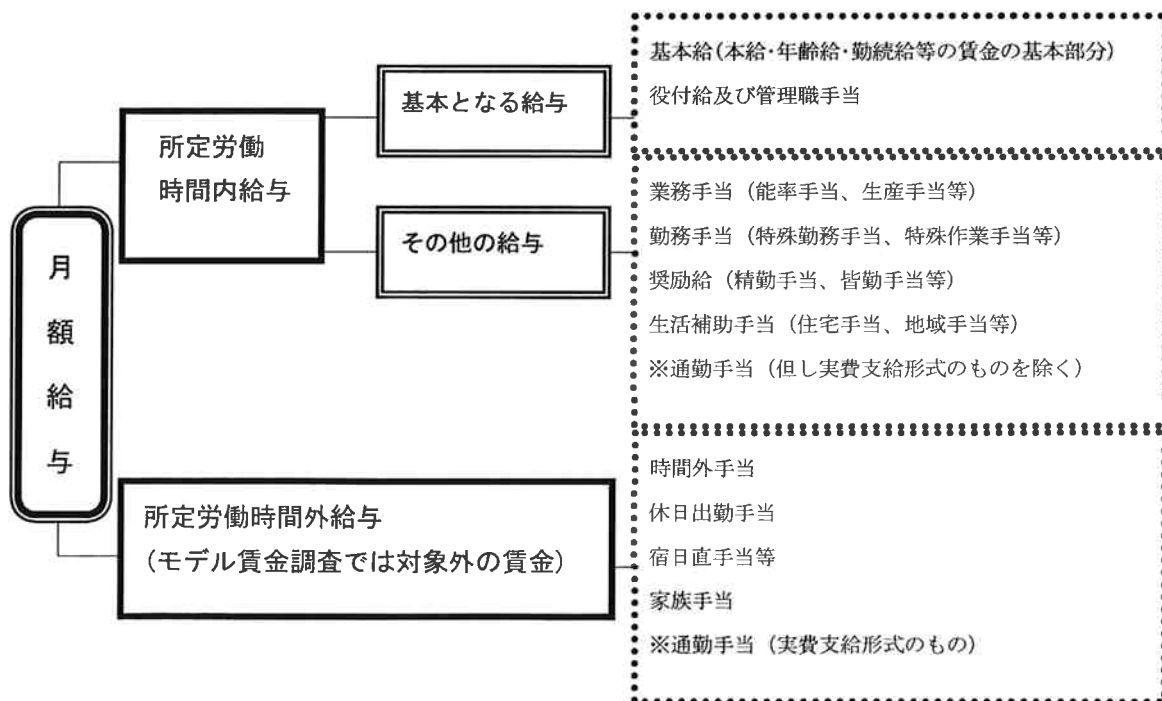 月額給与
所定労働
時間内給与
基本となる給与
基本給(本給・年齢給・勤続給等の賃金の基本部分)
役付給及び管理職手当
その他の給与
業務手当（能率手当、生産手当等）
勤務手当（特殊勤務手当、特殊作業手当等）
奨励給（精勤手当、皆勤手当等）
生活補助手当（住宅手当、地域手当等）
※通勤手当（但し実費支給形式のものを除く）
所定労働時間外給与
（モデル賃金調査では対象外の賃金）
時間外手当
休日出勤手当
宿日直手当等
家族手当
※通勤手当（実費支給形式のもの）